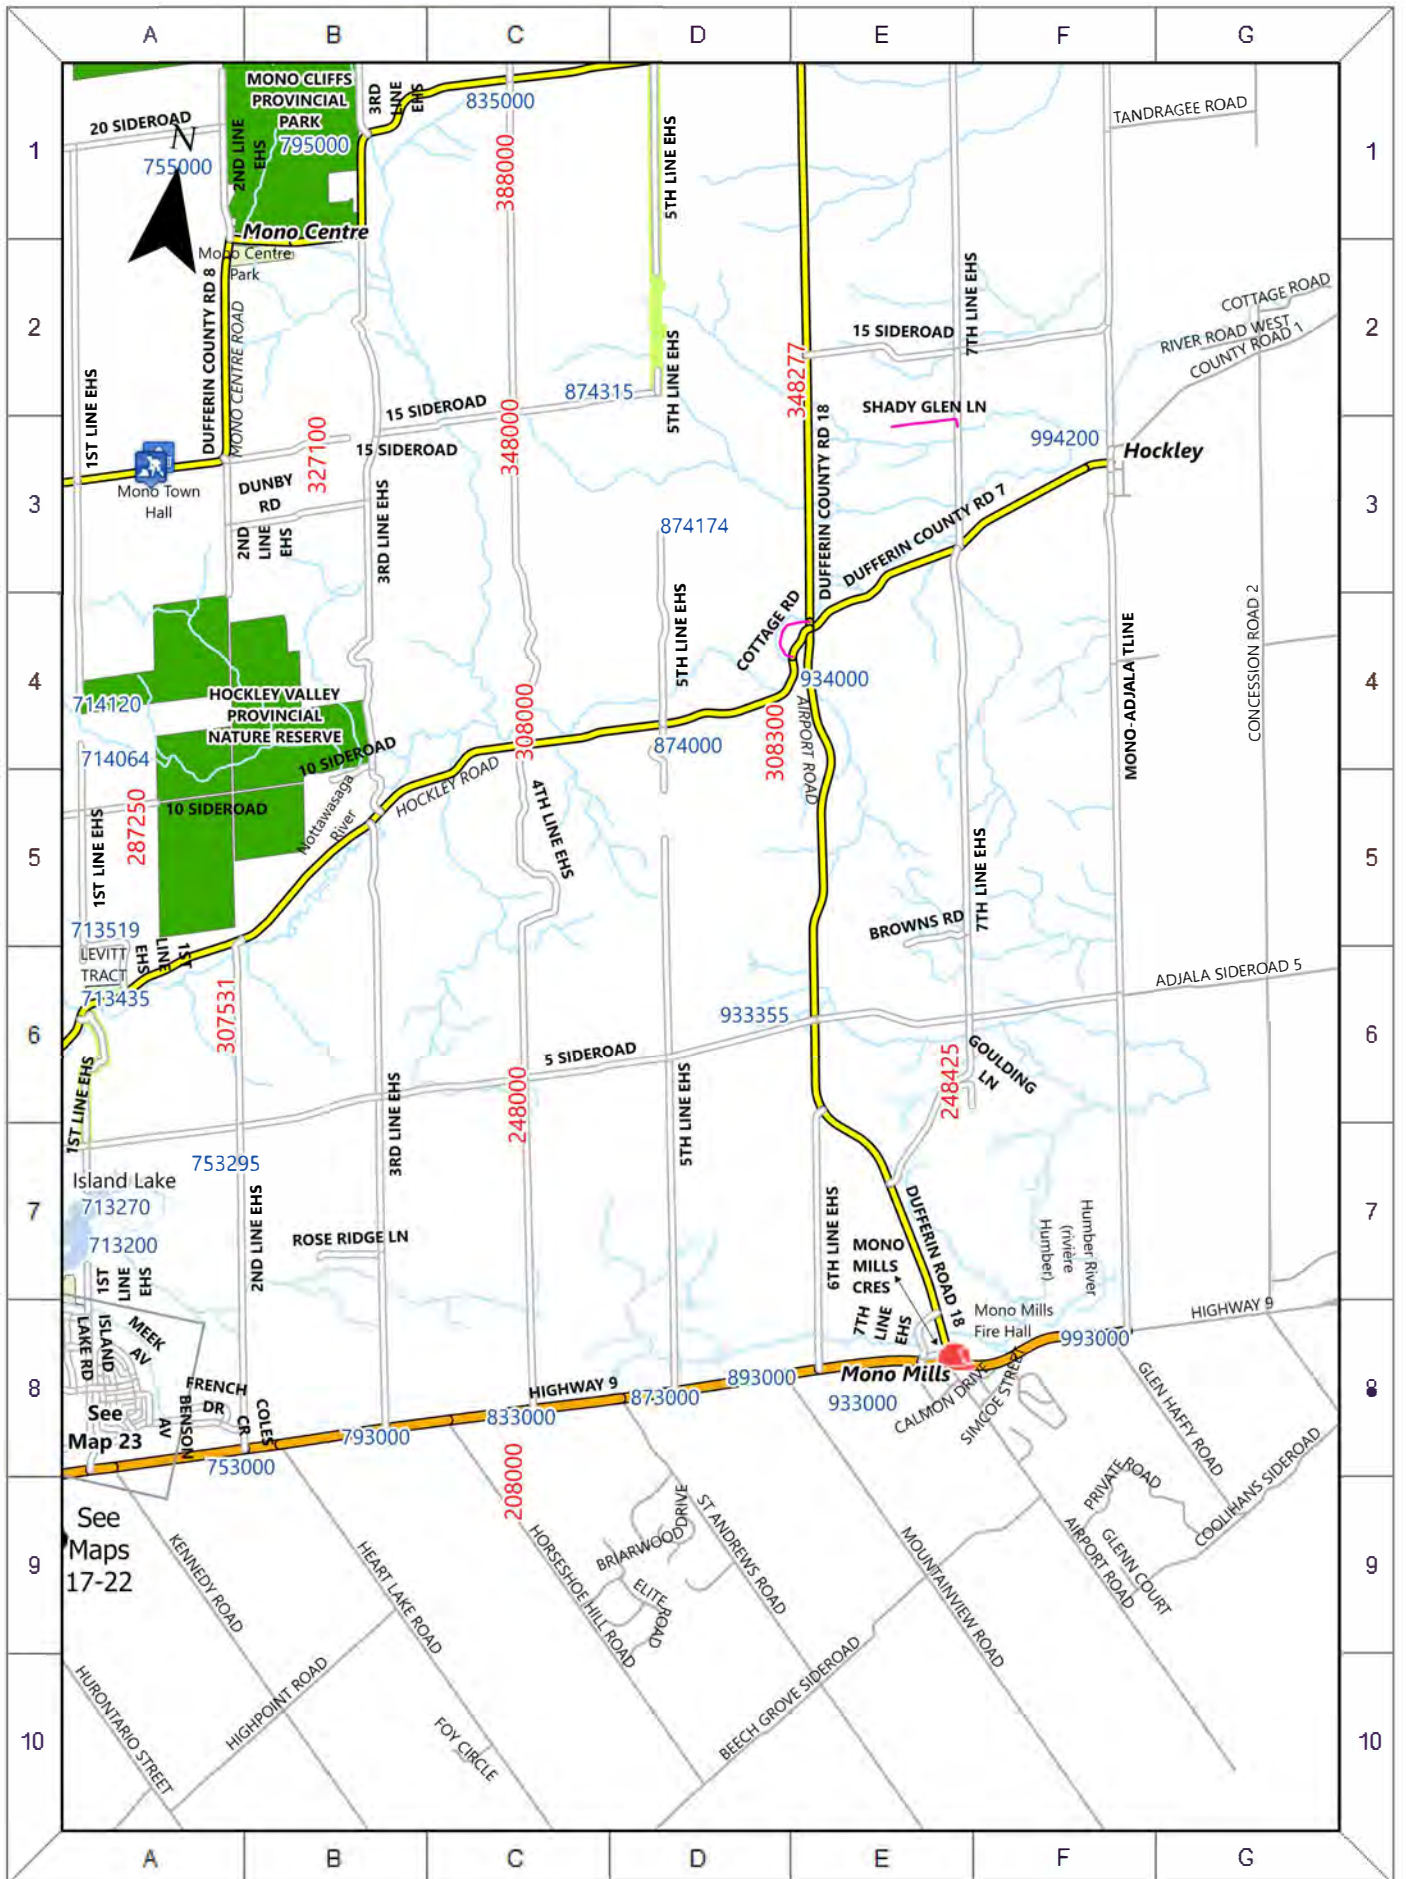 A B C D E F G
1
MONO CLIFFS
PROVINCIAL
PARK
795000
3RD
LINE
EHS
835000
20 SIDEROAD
N
755000
2ND LINE
EHS
388000
5TH LINE EHS
TANDRAGEE ROAD
1
Mono Centre
Mono Centre
Park
2
DUFFERIN COUNTY RD 8
MONO CENTRE ROAD
1ST LINE EHS
15 SIDEROAD
874315
5TH LINE EHS
348277
15 SIDEROAD
7TH LINE EHS
COTTAGE ROAD
RIVER ROAD WEST
COUNTY ROAD 1
2
SHADY GLEN LN
994200
Hockley
327100
15 SIDEROAD
348000
DUFFERIN COUNTY RD 18
3
Mono Town
Hall
DUNBY
RD
2ND
LINE
EHS
3RD LINE EHS
874174
DUFFERIN COUNTY RD 7
3
5TH LINE EHS
COTTAGE RD
CONCESSION ROAD 2
MONO-ADJALA TLINE
4
714120
HOCKLEY VALLEY
PROVINCIAL
NATURE RESERVE
714064
10 SIDEROAD
308000
874000
308300
934000
AIRPORT ROAD
4
287250
10 SIDEROAD
Nottawasaga
River
HOCKLEY ROAD
4TH LINE EHS
5
1ST LINE EHS
7TH LINE EHS
5
713519
BROWNS RD
LEVITT
TRACT
1ST
LINE
EHS
713435
ADJALA SIDEROAD 5
6
307531
933355
5 SIDEROAD
GOULDING
LN
248425
6
1ST LINE EHS
3RD LINE EHS
248000
5TH LINE EHS
753295
Island Lake
713270
7
713200
1ST
LINE
EHS
2ND LINE EHS
ROSE RIDGE LN
6TH LINE EHS
MONO
MILLS
CRES
DUFFERIN ROAD 18
Humber River
(rivière
Humber)
7
7TH
LINE
EHS
Mono Mills
Fire Hall
993000
HIGHWAY 9
ISLAND
LAKE RD
MEEK
AV
FRENCH
DR
BENSON
AV
COLES
CR
See
Map 23
8
HIGHWAY 9
873000
893000
Mono Mills
933000
CALMON DRIVE
SIMCOE STREET
GLEN HAFFY ROAD
8
753000
793000
833000
208000
COOLIHANS SIDEROAD
PRIVATE ROAD
See
Maps
17-22
9
KENNEDY ROAD
HEART LAKE ROAD
HORSESHOE HILL ROAD
BRIARWOOD DRIVE
ELITE ROAD
ST ANDREWS ROAD
MOUNTAINVIEW ROAD
AIRPORT ROAD
GLENN COURT
9
HURONTARIO STREET
HIGHPOINT ROAD
FOY CIRCLE
BEECH GROVE SIDEROAD
10
10
A B C D E F G